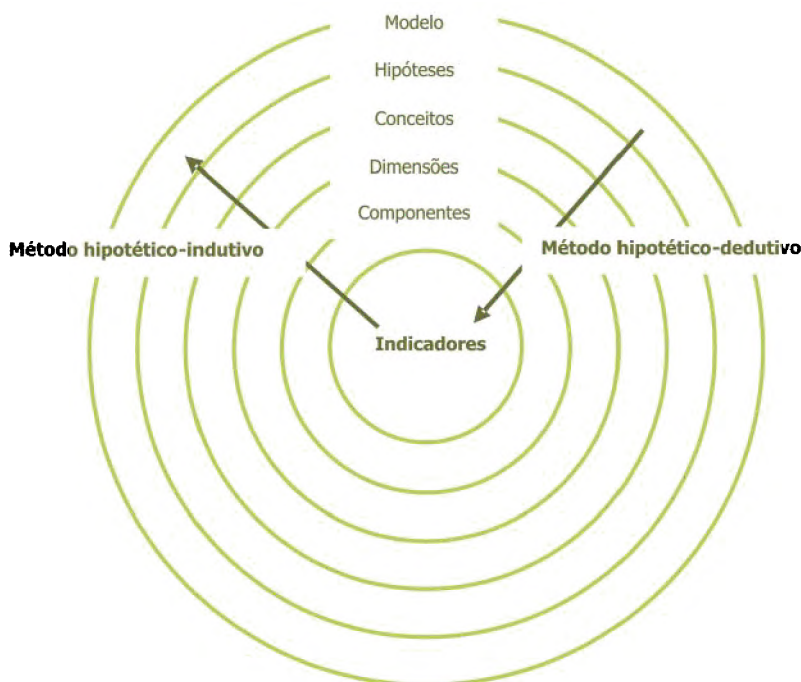 Modelo
Hipóteses
Conceitos
Dimensões
Componentes
Método hipotético-indutivo
Método hipotético-dedutivo
Indicadores